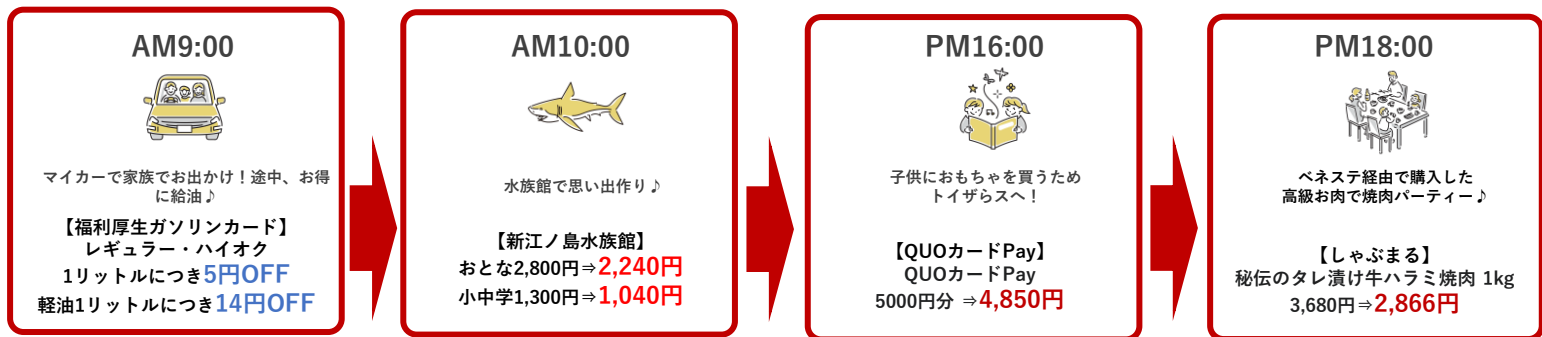 AM9:00
マイカーで家族でお出かけ！途中、お得
に給油♪
【福利厚生ガソリンカード】
レギュラー・ハイオク
1リットルにつき5円OFF
軽油1リットルにつき14円OFF
AM10:00
水族館で思い出作り♪
【新江ノ島水族館】
おとな2,800円⇒2,240円
小中学1,300円⇒1,040円
PM16:00
子供におもちゃを買うため
トイザらスへ！
【QUOカードPay】
QUOカードPay
5000円分 ⇒4,850円
PM18:00
ベネステ経由で購入した
高級お肉で焼肉パーティー♪
【しゃぶまる】
秘伝のタレ漬け牛ハラミ焼肉 1kg
3,680円⇒2,866円